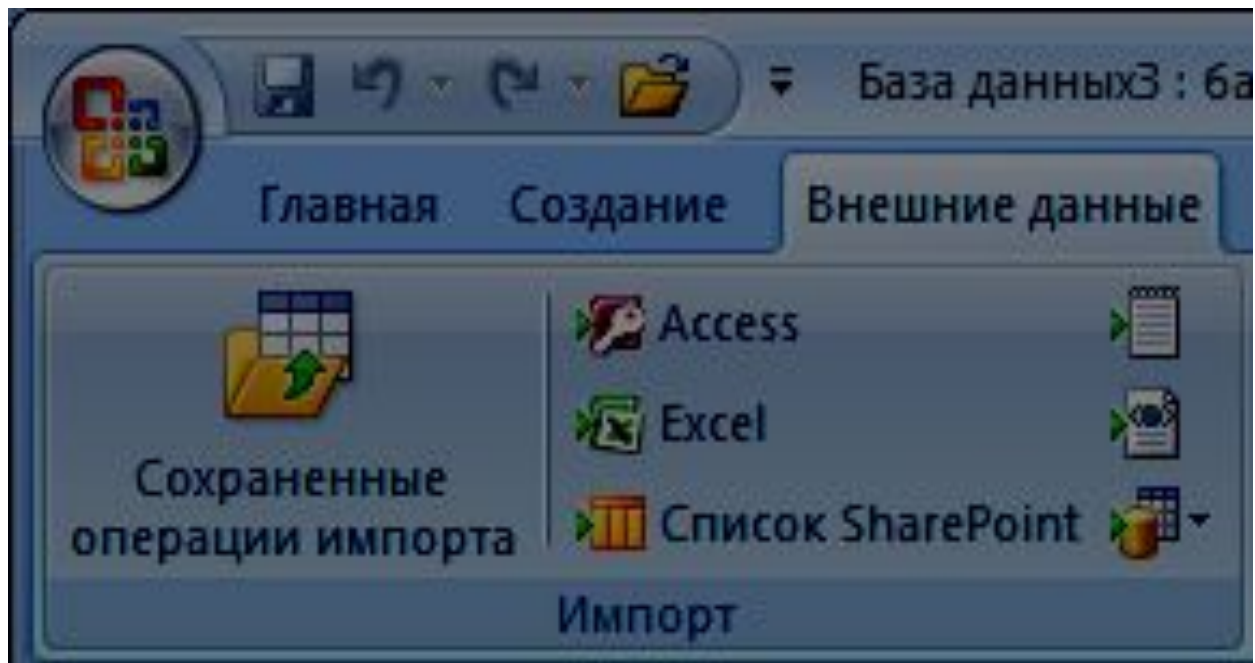 База данных3 : ба
Главная Создание Внешние данные
Access
Excel
Сохраненные
операции импорта
Список SharePoint
Импорт